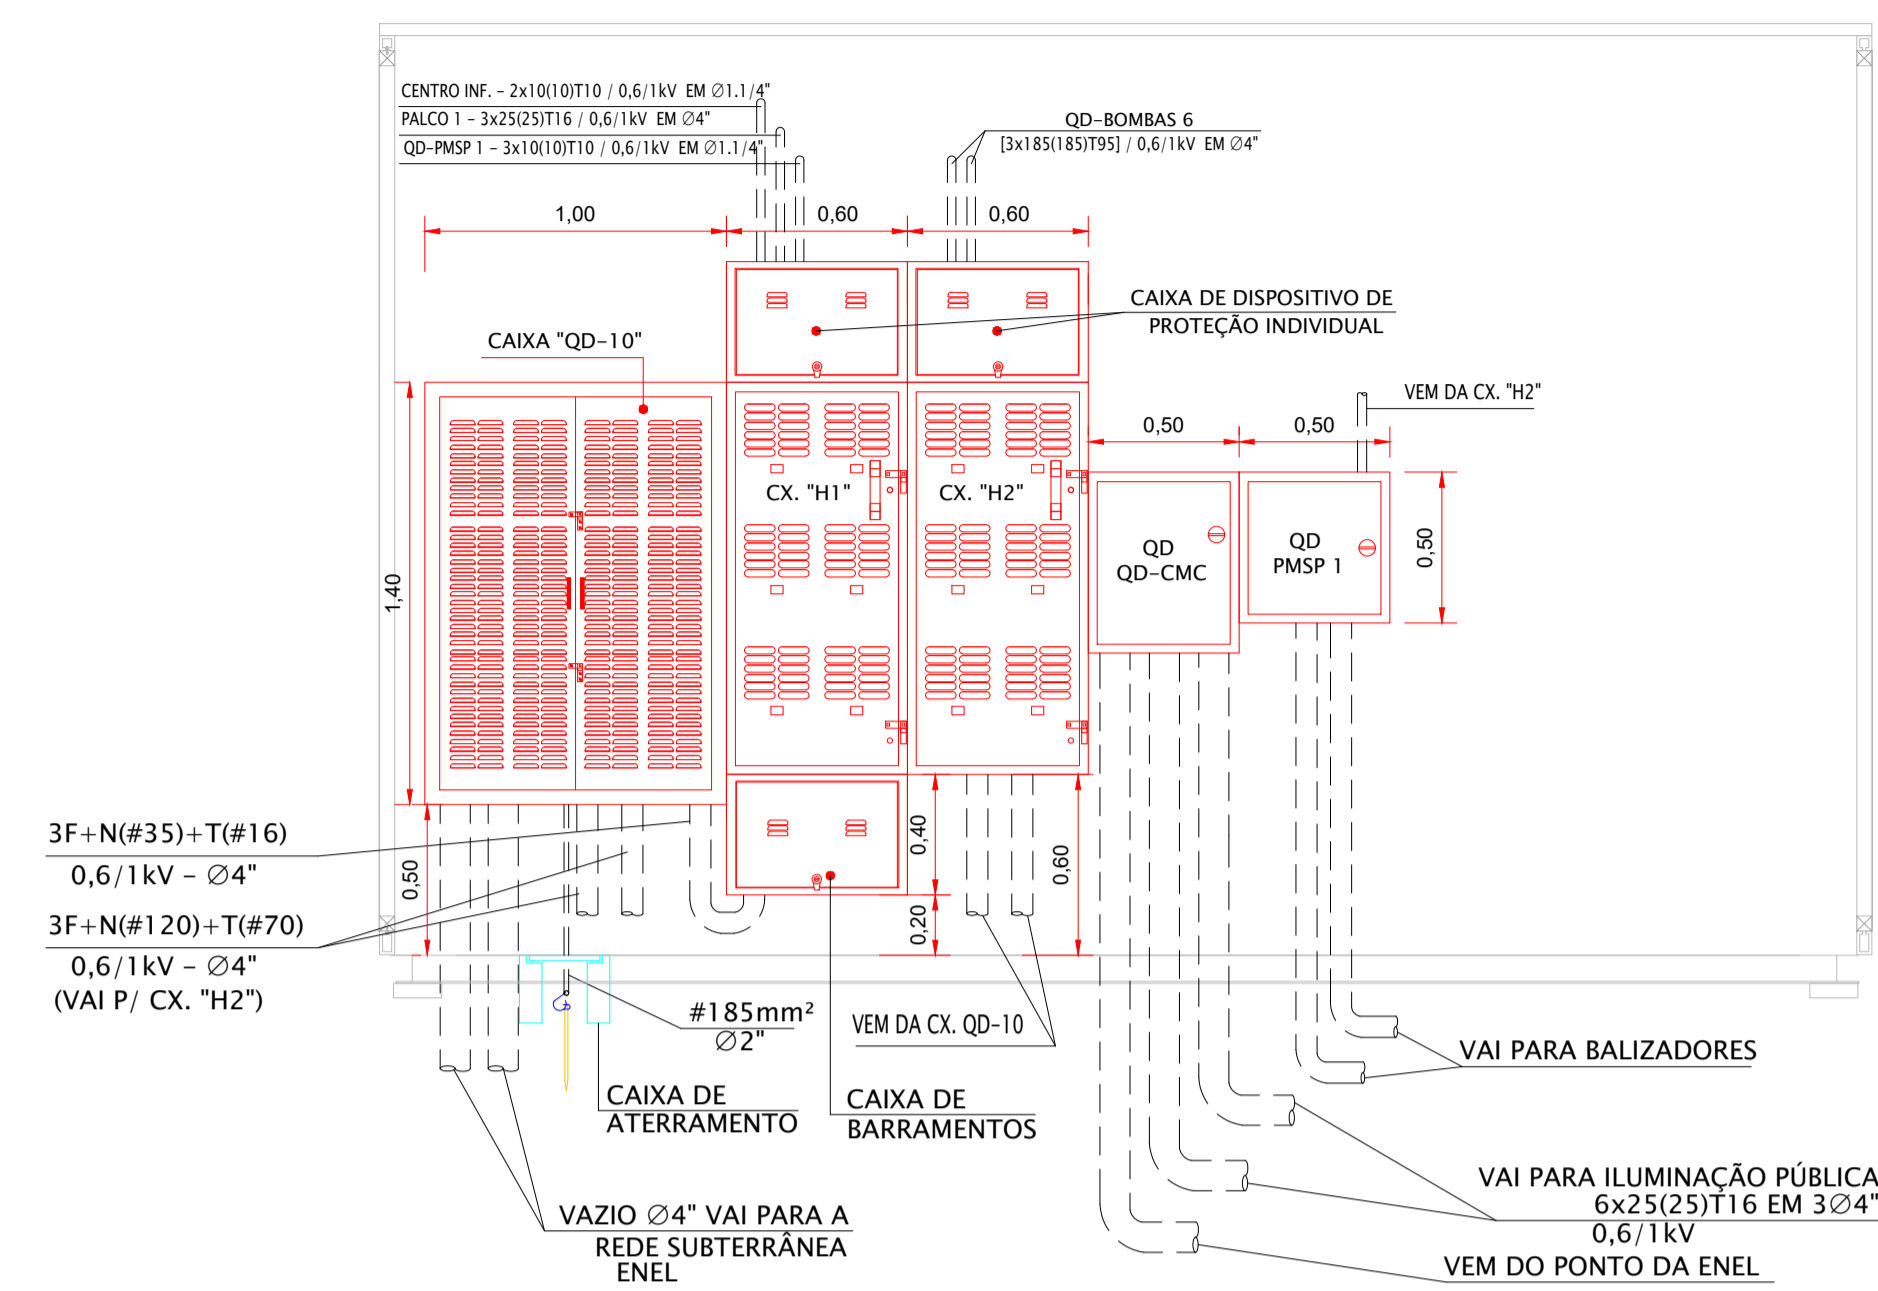 CENTRO INF. - 2x10(10)T10 / 0,6/1kV EM Ø1.1/4"
PALCO 1 - 3x25(25)T16 / 0,6/1kV EM Ø4"
QD-PMSP 1 - 3x10(10)T10 / 0,6/1kV EM Ø1.1/4"
QD-BOMBAS 6
[3x185(185)T95] / 0,6/1kV EM Ø4"
1,00
0,60
0,60
CAIXA DE DISPOSITIVO DE
PROTEÇÃO INDIVIDUAL
CAIXA "QD-10"
VEM DA CX. "H2"
0,50
0,50
CX. "H1"
CX. "H2"
QD
QD-CMC
QD
PMSP 1
0,50
1,40
3F+N(#35)+T(#16)
0,6/1kV - Ø4"
3F+N(#120)+T(#70)
0,6/1kV - Ø4"
(VAI P/ CX. "H2")
0,50
0,40
0,60
0,20
#185mm²
Ø2"
VEM DA CX. QD-10
CAIXA DE
ATERRAMENTO
CAIXA DE
BARRAMENTOS
VAI PARA BALIZADORES
VAZIO Ø4" VAI PARA A
REDE SUBTERRÂNEA
ENEL
VAI PARA ILUMINAÇÃO PÚBLICA
6x25(25)T16 EM 3Ø4"
0,6/1kV
VEM DO PONTO DA ENEL